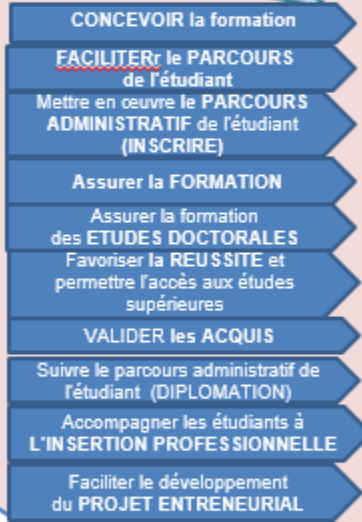 CONCEVOIR la formation
FACILITERr le PARCOURS
de l'étudiant
Mettre en œuvre le PARCOURS
ADMINISTRATIF de l'étudiant
(INSCRIRE)
Assurer la FORMATION
Assurer la formation
des ETUDES DOCTORALES
Favoriser la REUSSITE et
permettre l'accès aux études
supérieures
VALIDER les ACQUIS
Suivre le parcours administratif de
l'étudiant (DIPLOMATION)
Accompagner les étudiants à
L'INSERTION PROFESSIONNELLE
Faciliter le développement
du PROJET ENTRENEURIAL